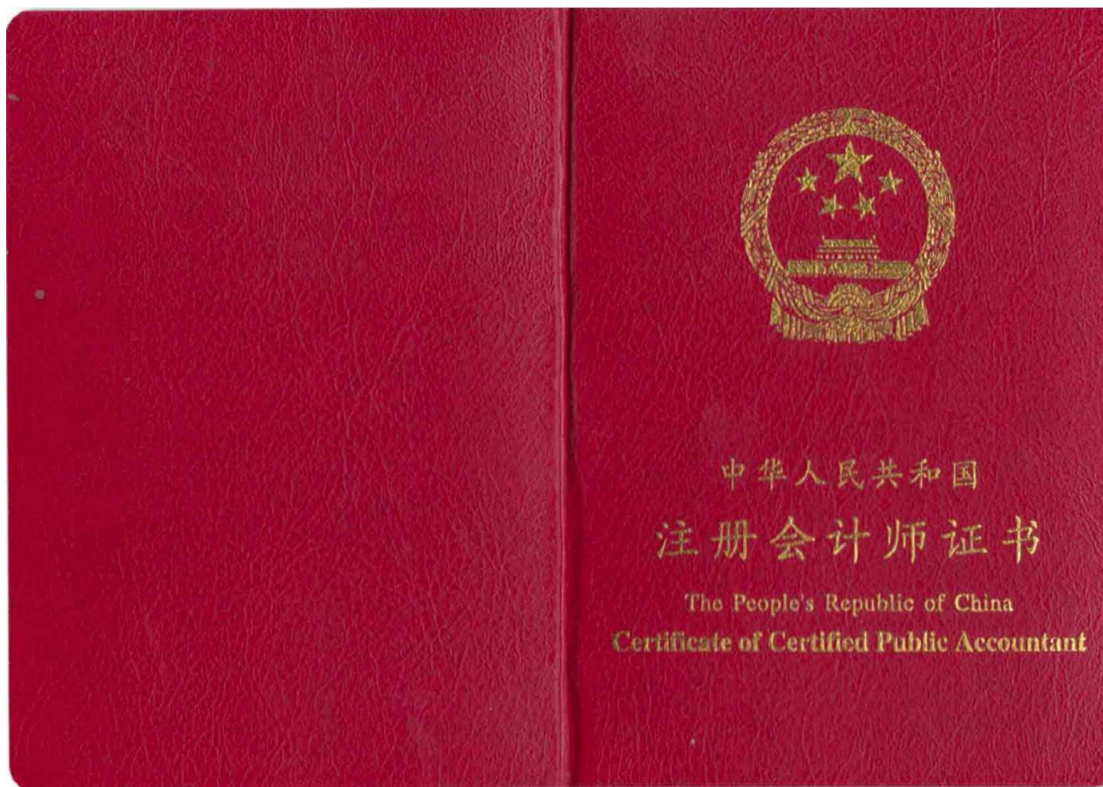 中华人民共和国
注册会计师证书
The People's Republic of China
Certificate of Certified Public Accountant